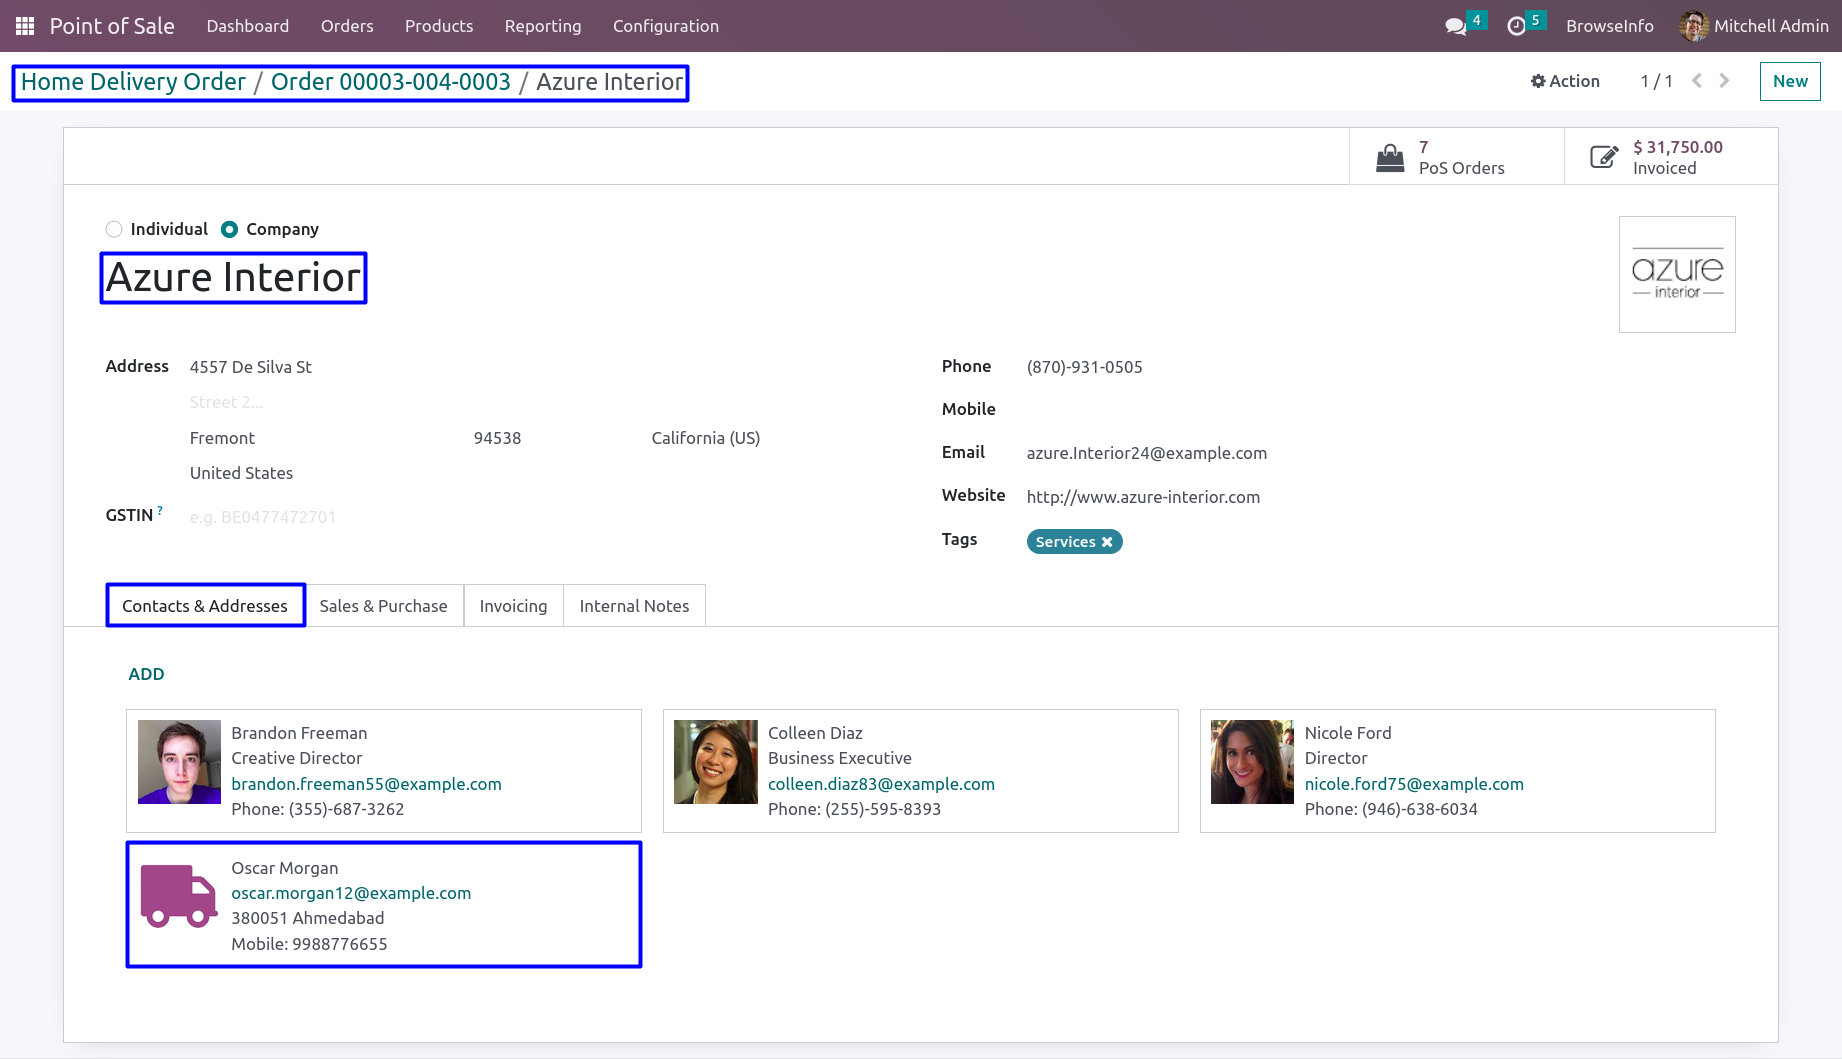 Point of Sale Dashboard Orders Products Reporting Configuration 4 5 BrowseInfo Mitchell Admin
Home Delivery Order / Order 00003-004-0003 / Azure Interior Action 1 / 1 New
7 $ 31,750.00
PoS Orders Invoiced
Individual Company
Azure Interior
azure
interior
Address 4557 De Silva St Phone (870)-931-0505
Street 2... Mobile
Fremont 94538 California (US)
Email azure.Interior24@example.com
United States
Website http://www.azure-interior.com
GSTIN ? e.g. BE0477472701
Tags Services
Contacts & Addresses Sales & Purchase Invoicing Internal Notes
ADD
Brandon Freeman
Creative Director
brandon.freeman55@example.com
Phone: (355)-687-3262
Colleen Diaz
Business Executive
colleen.diaz83@example.com
Phone: (255)-595-8393
Nicole Ford
Director
nicole.ford75@example.com
Phone: (946)-638-6034
Oscar Morgan
oscar.morgan12@example.com
380051 Ahmedabad
Mobile: 9988776655